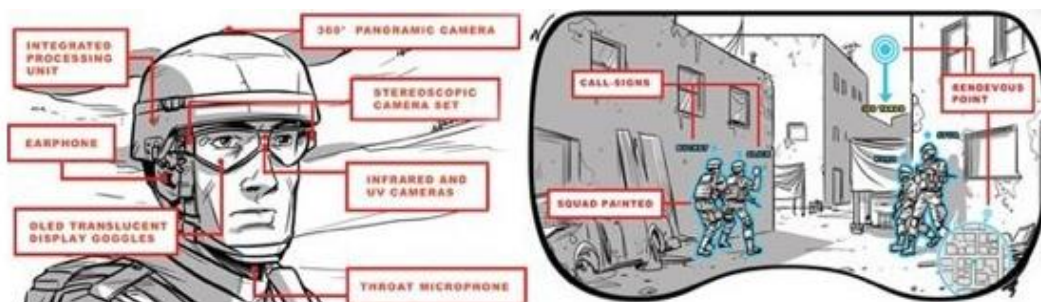 360° PANORAMIC CAMERA
INTEGRATED
PROCESSING
UNIT
STEREOSCOPIC
CAMERA SET
EARPHONE
INFRARED AND
UV CAMERAS
OLED TRANSLUCENT
DISPLAY GOGGLES
THROAT MICROPHONE
CALL-SIGNS
RENDEVOUS
POINT
SQUAD PAINTED